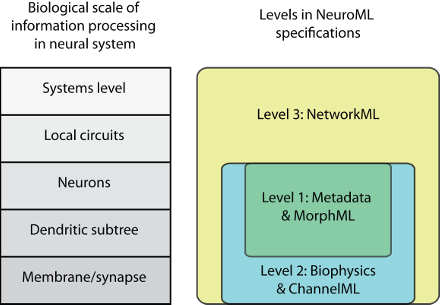 Biological scale of
information processing
in neural system
Levels in NeuroML
specifications
Systems level
Local circuits
Neurons
Dendritic subtree
Membrane/synapse
Level 3: NetworkML
Level 1: Metadata
& MorphML
Level 2: Biophysics
& ChannelML